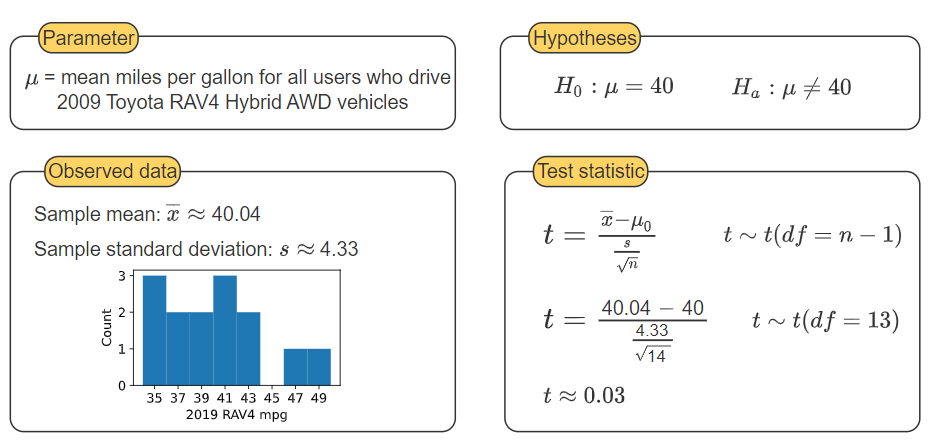 Parameter
μ = mean miles per gallon for all users who drive
2009 Toyota RAV4 Hybrid AWD vehicles
Hypotheses
H₀ : μ = 40
Hₐ : μ ≠ 40
Observed data
Sample mean: x̄ ≈ 40.04
Sample standard deviation: s ≈ 4.33
3
2
1
0
Count
35 37 39 41 43 45 47 49
2019 RAV4 mpg
Test statistic
t = (x̄ − μ₀) / (s / √n)
t ∼ t(df = n − 1)
t = (40.04 − 40) / (4.33 / √14)
t ∼ t(df = 13)
t ≈ 0.03